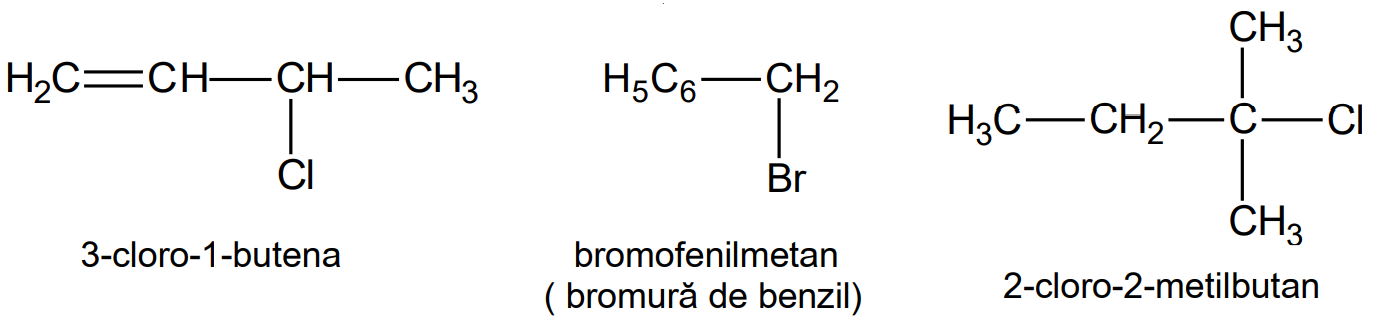 H₂C=CH—CH—CH₃
Cl
3-cloro-1-butena
H₅C₆—CH₂
Br
bromofenilmetan
( bromură de benzil)
CH₃
H₃C—CH₂—C—Cl
CH₃
2-cloro-2-metilbutan